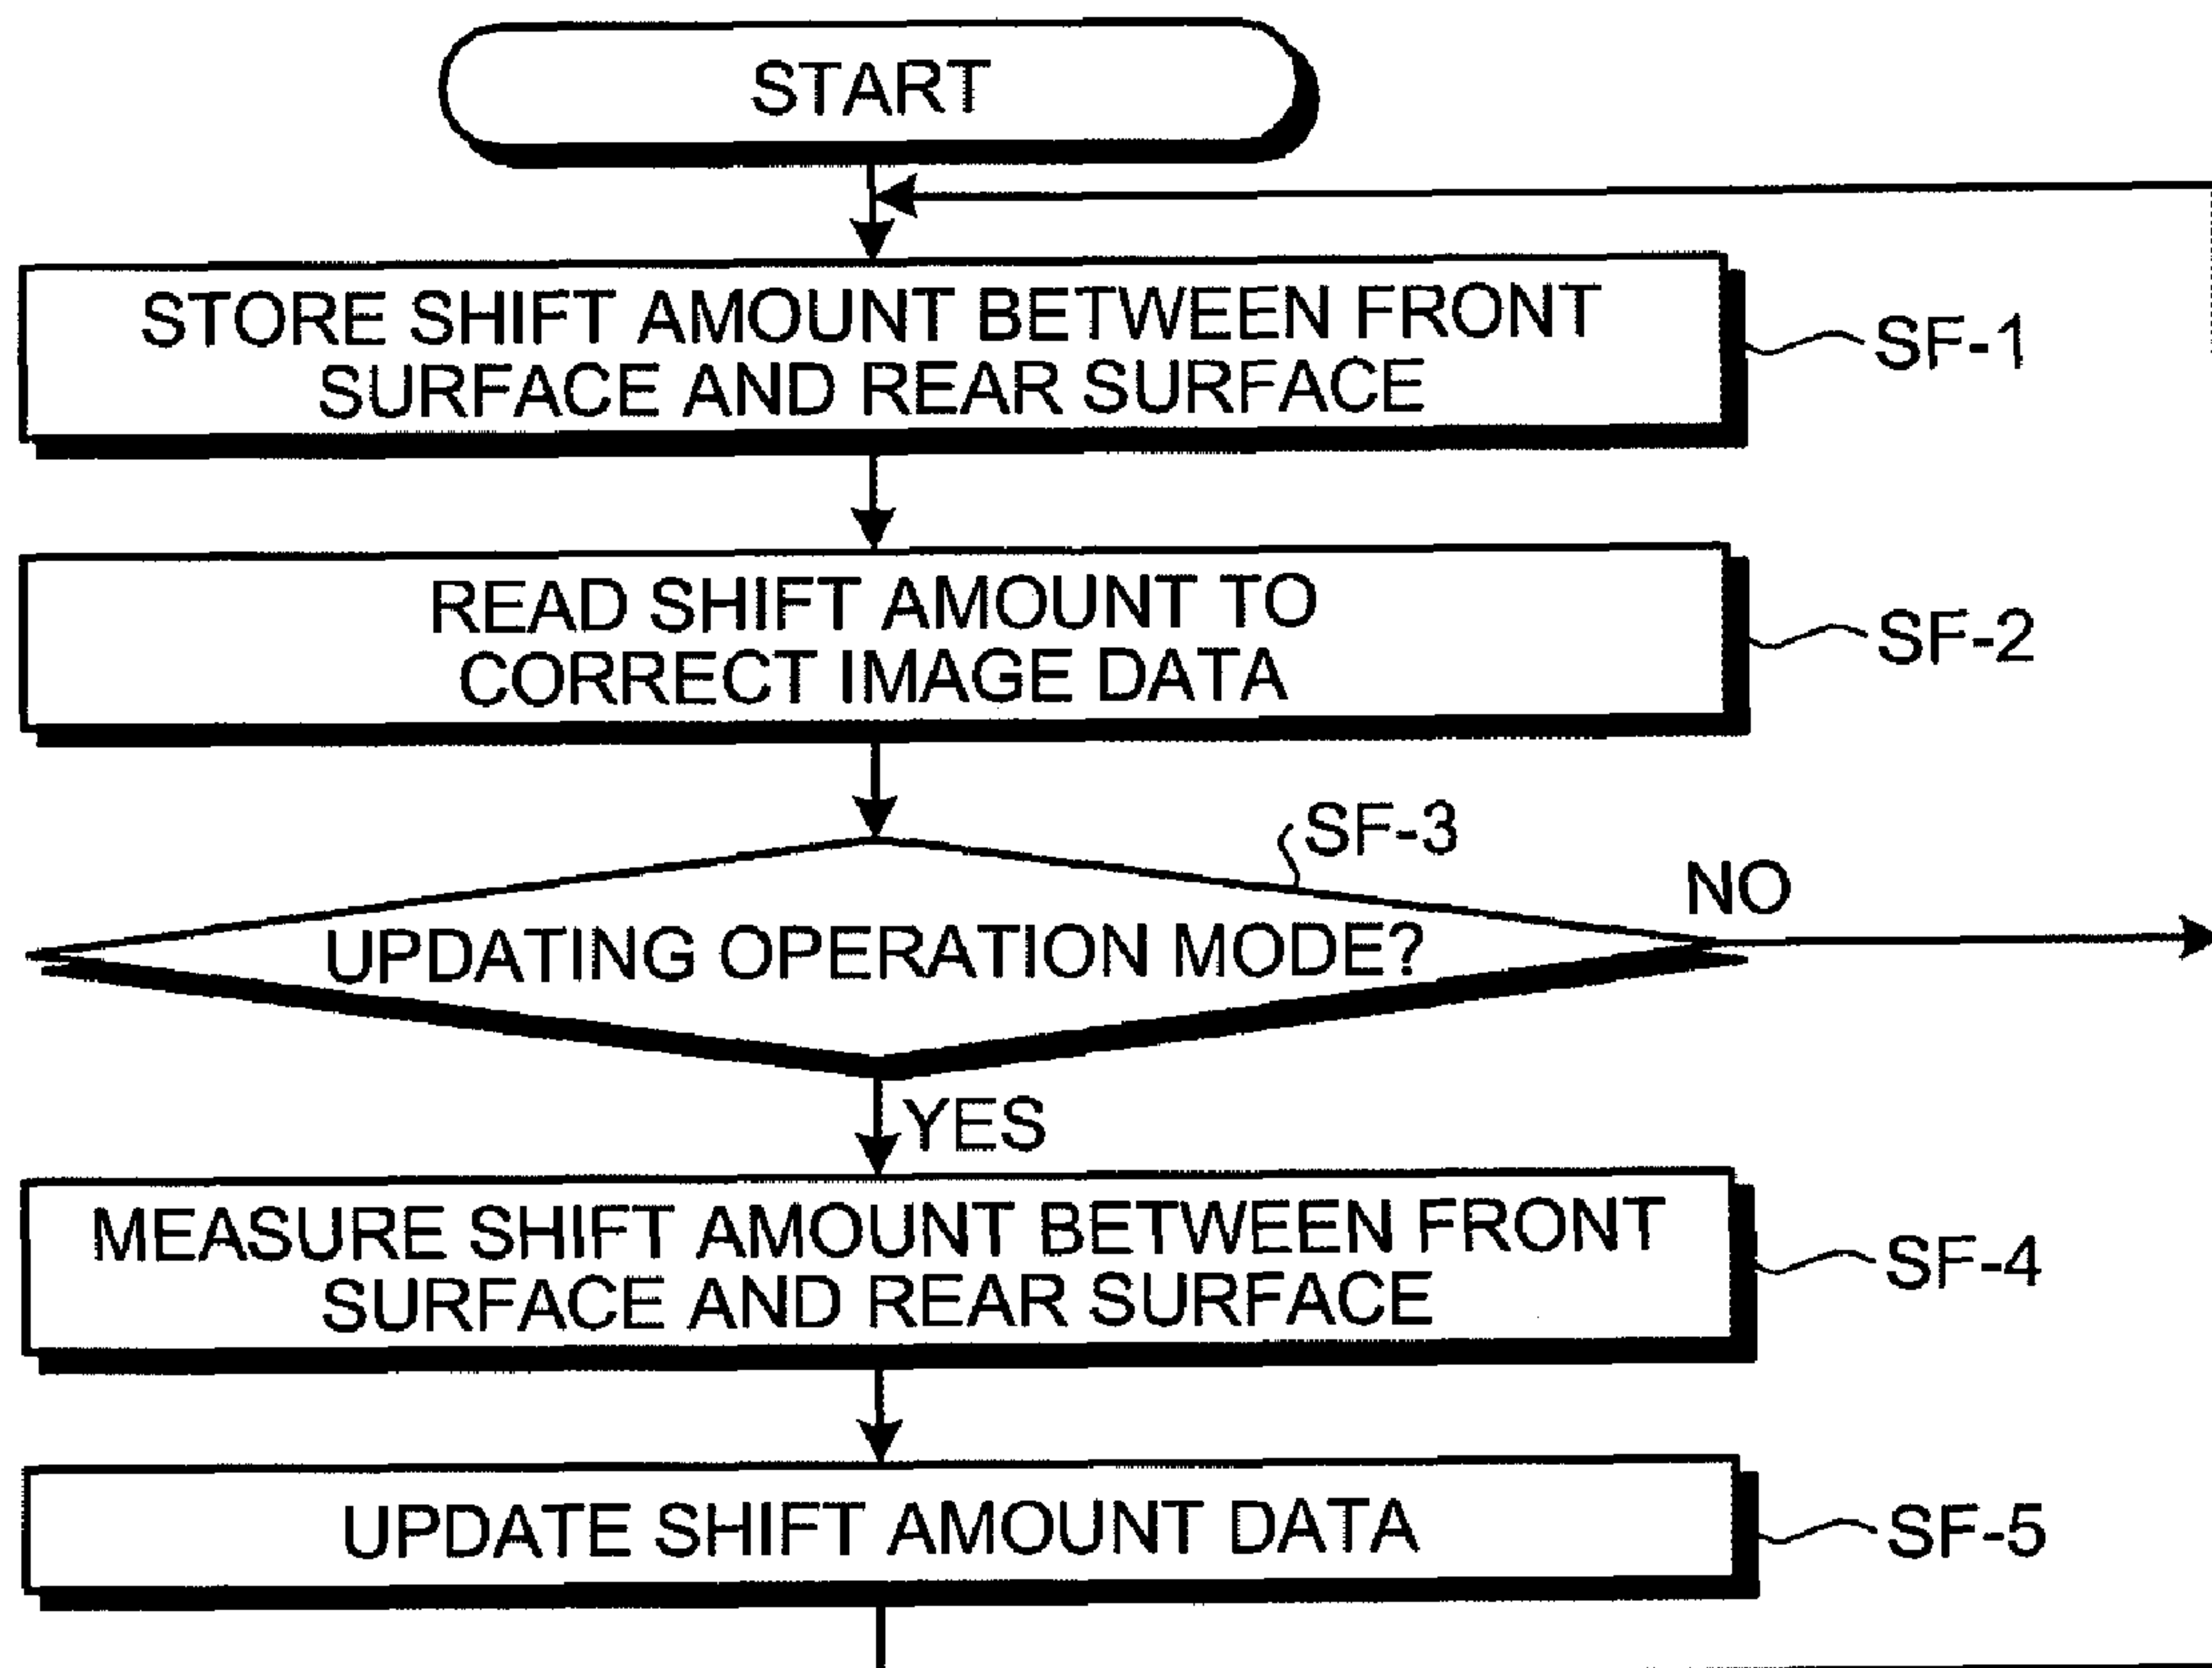 START
STORE SHIFT AMOUNT BETWEEN FRONT
SURFACE AND REAR SURFACE
SF-1
READ SHIFT AMOUNT TO
CORRECT IMAGE DATA
SF-2
SF-3
NO
UPDATING OPERATION MODE?
YES
MEASURE SHIFT AMOUNT BETWEEN FRONT
SURFACE AND REAR SURFACE
SF-4
UPDATE SHIFT AMOUNT DATA
SF-5